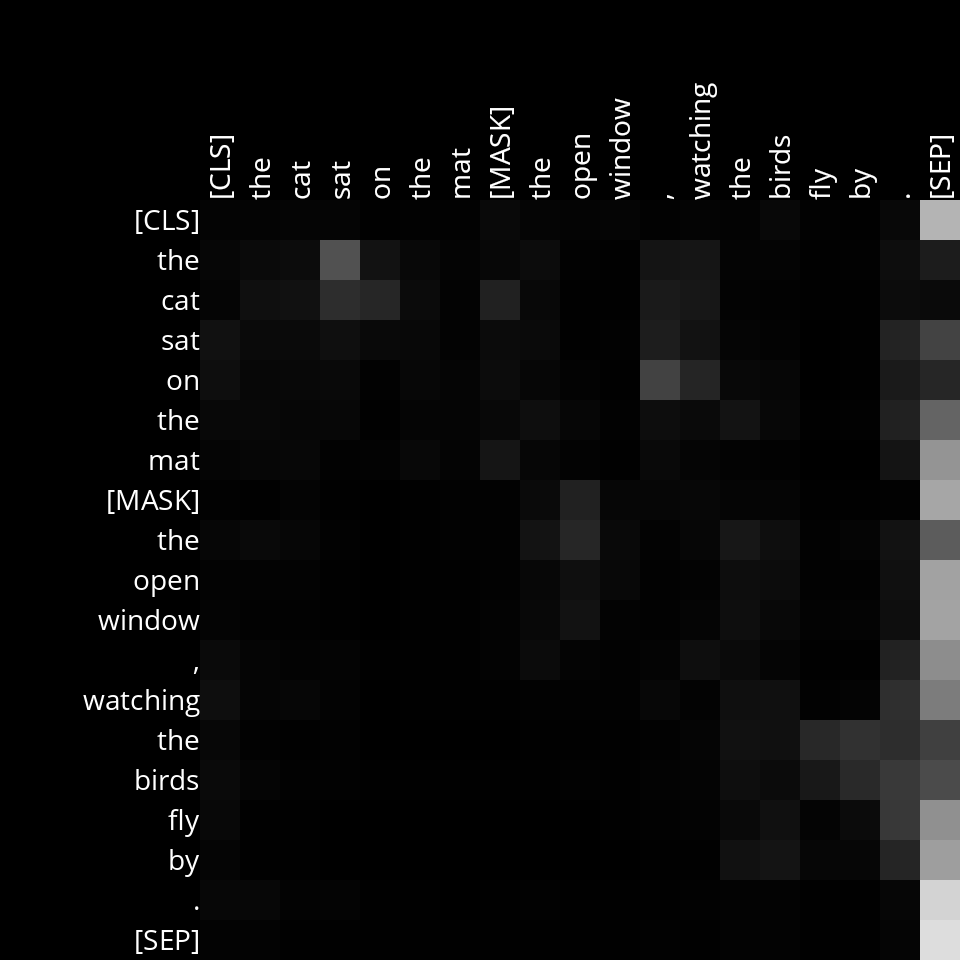 [CLS] the cat sat on the mat [MASK] the open window , watching the birds fly by . [SEP]
[CLS]
the
cat
sat
on
the
mat
[MASK]
the
open
window
,
watching
the
birds
fly
by
.
[SEP]